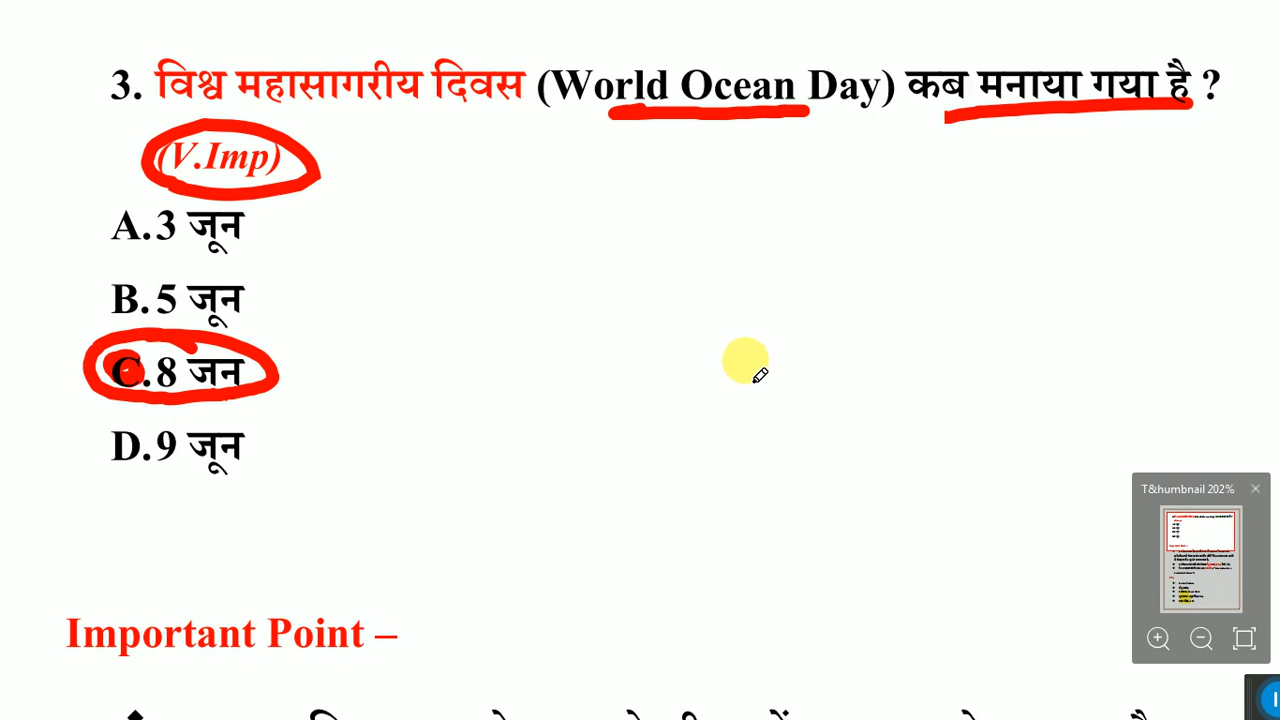 3. विश्व महासागरीय दिवस (World Ocean Day) कब मनाया गया है ?
(V.Imp)
A.3 जून
B.5 जून
C.8 जून
D.9 जून
T&humbnail 202%
Important Point –